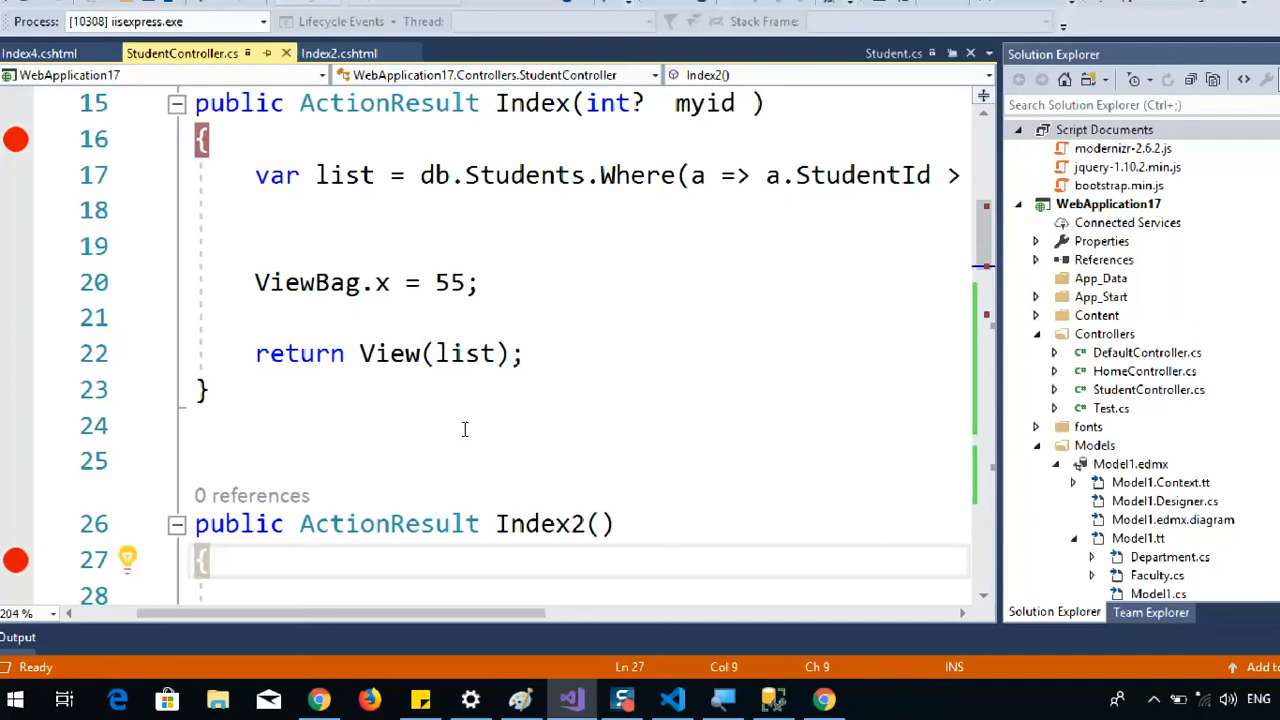 Process: [10308] iisexpress.exe Lifecycle Events Thread: Stack Frame:
Index4.cshtml StudentController.cs Index2.cshtml Student.cs
WebApplication17 WebApplication17.Controllers.StudentController Index2()
15 public ActionResult Index(int? myid )
16 {
17 var list = db.Students.Where(a => a.StudentId >
18
19
20 ViewBag.x = 55;
21
22 return View(list);
23 }
24
25
0 references
26 public ActionResult Index2()
27 {
28
204 %
Solution Explorer
Search Solution Explorer (Ctrl+;)
Script Documents
modernizr-2.6.2.js
jquery-1.10.2.min.js
bootstrap.min.js
WebApplication17
Connected Services
Properties
References
App_Data
App_Start
Content
Controllers
DefaultController.cs
HomeController.cs
StudentController.cs
Test.cs
fonts
Models
Model1.edmx
Model1.Context.tt
Model1.Designer.cs
Model1.edmx.diagram
Model1.tt
Department.cs
Faculty.cs
Model1.cs
Solution Explorer Team Explorer
Output
Ready Ln 27 Col 9 Ch 9 INS Add to
ENG